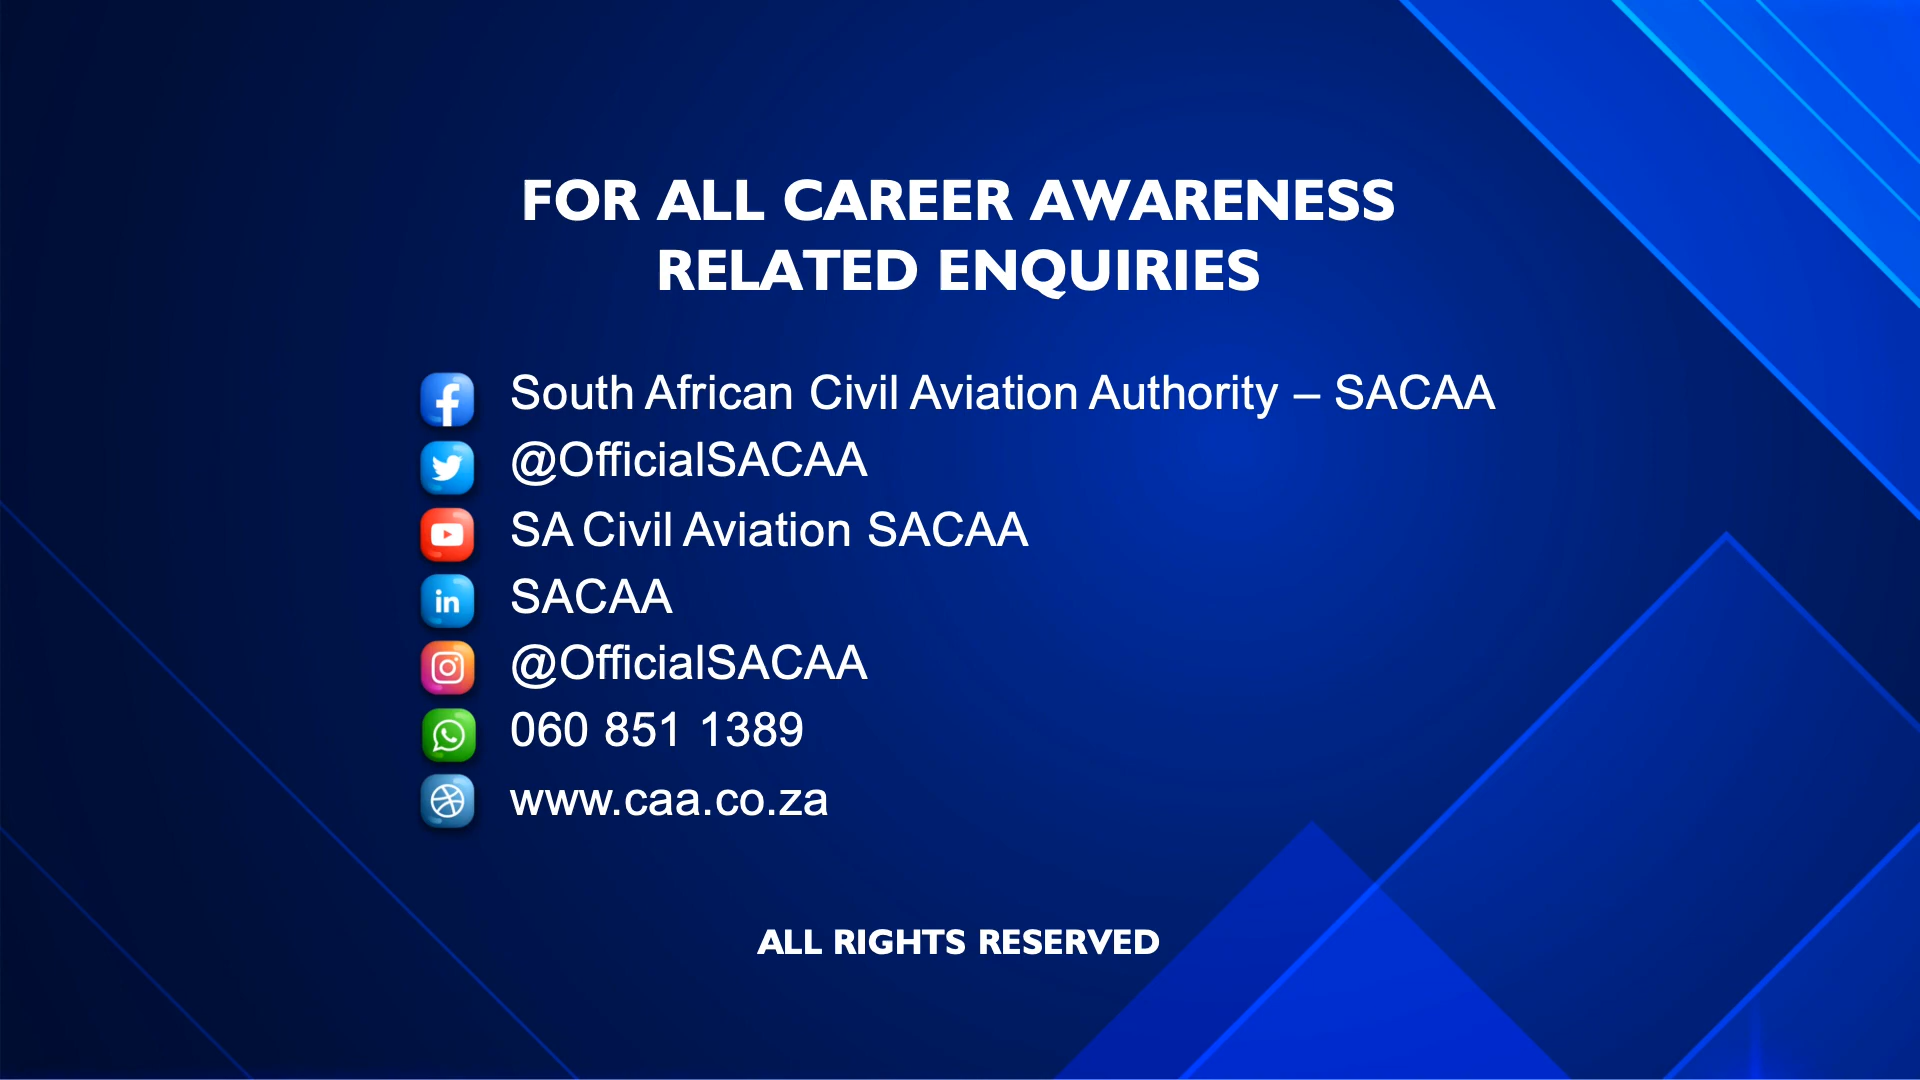 FOR ALL CAREER AWARENESS
RELATED ENQUIRIES
South African Civil Aviation Authority – SACAA
@OfficialSACAA
SA Civil Aviation SACAA
in SACAA
@OfficialSACAA
060 851 1389
www.caa.co.za
ALL RIGHTS RESERVED